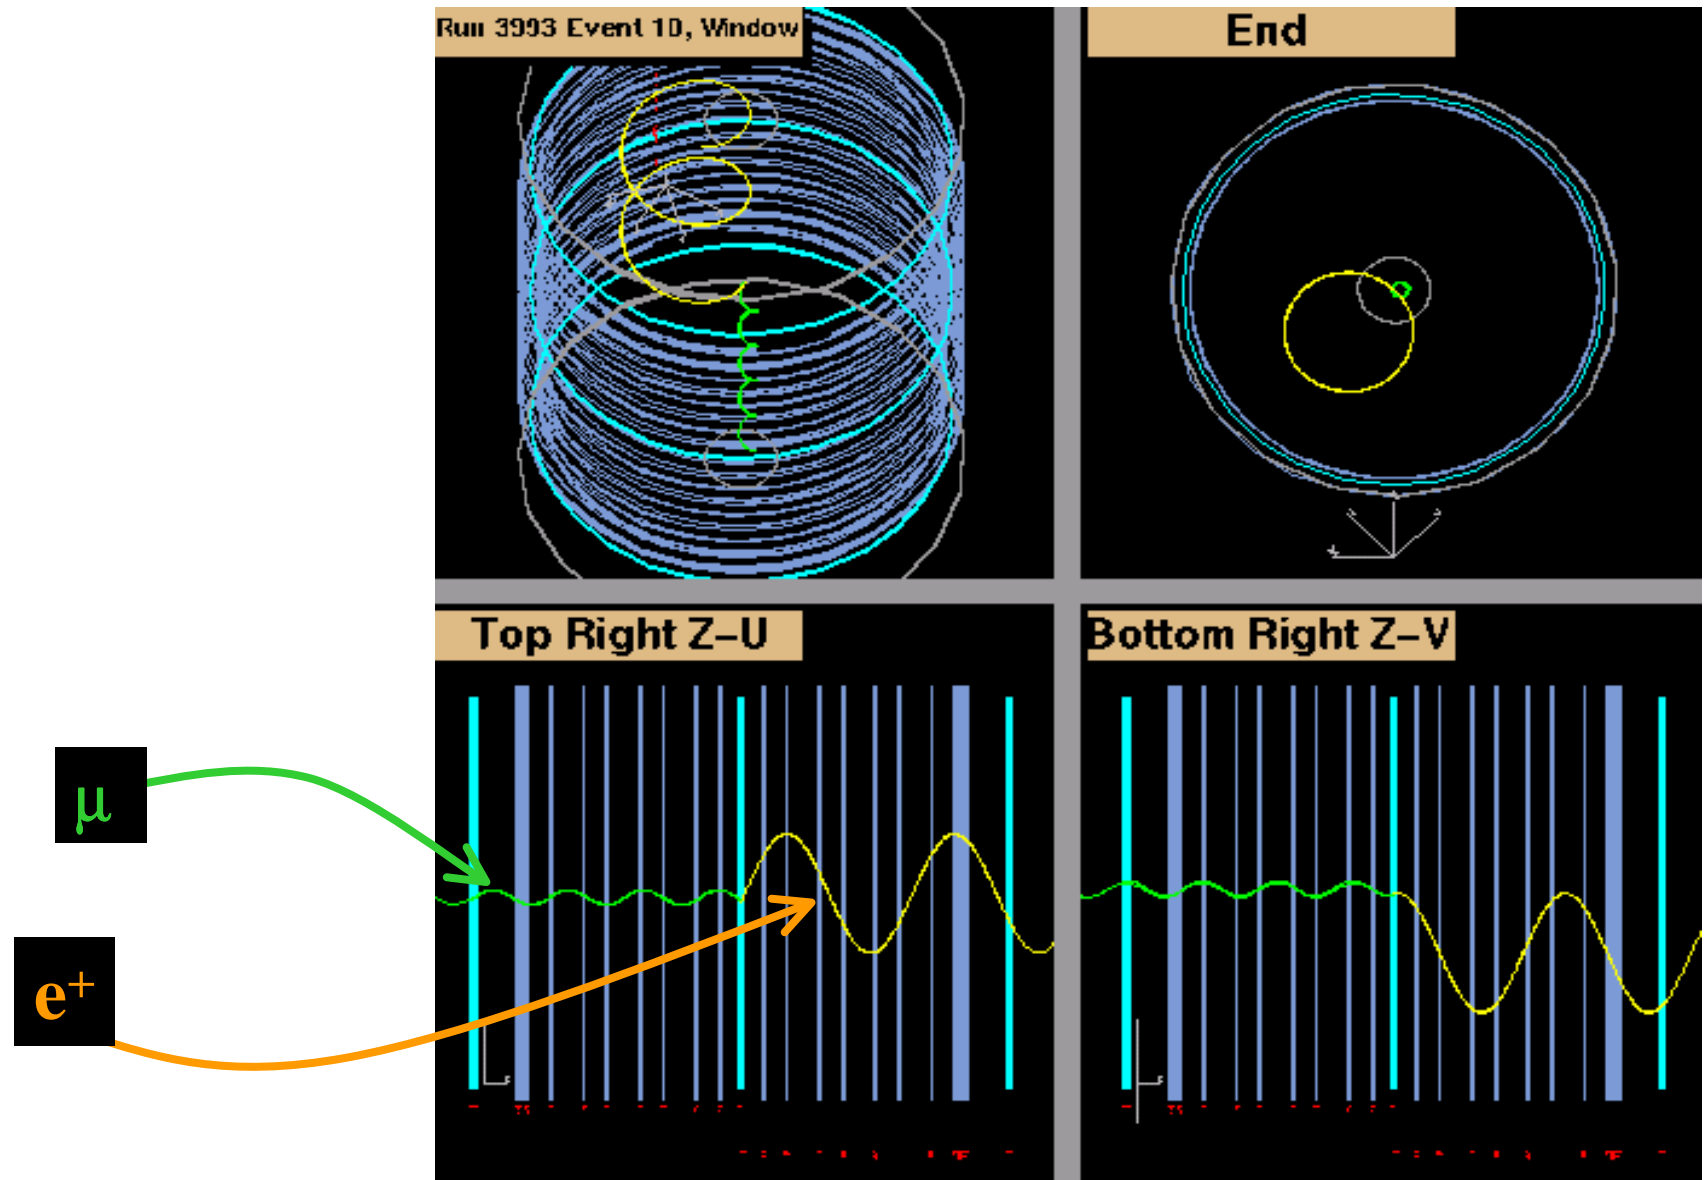 Run 3993 Event 10, Window
End
Top Right Z-U
Bottom Right Z-V
μ
e+